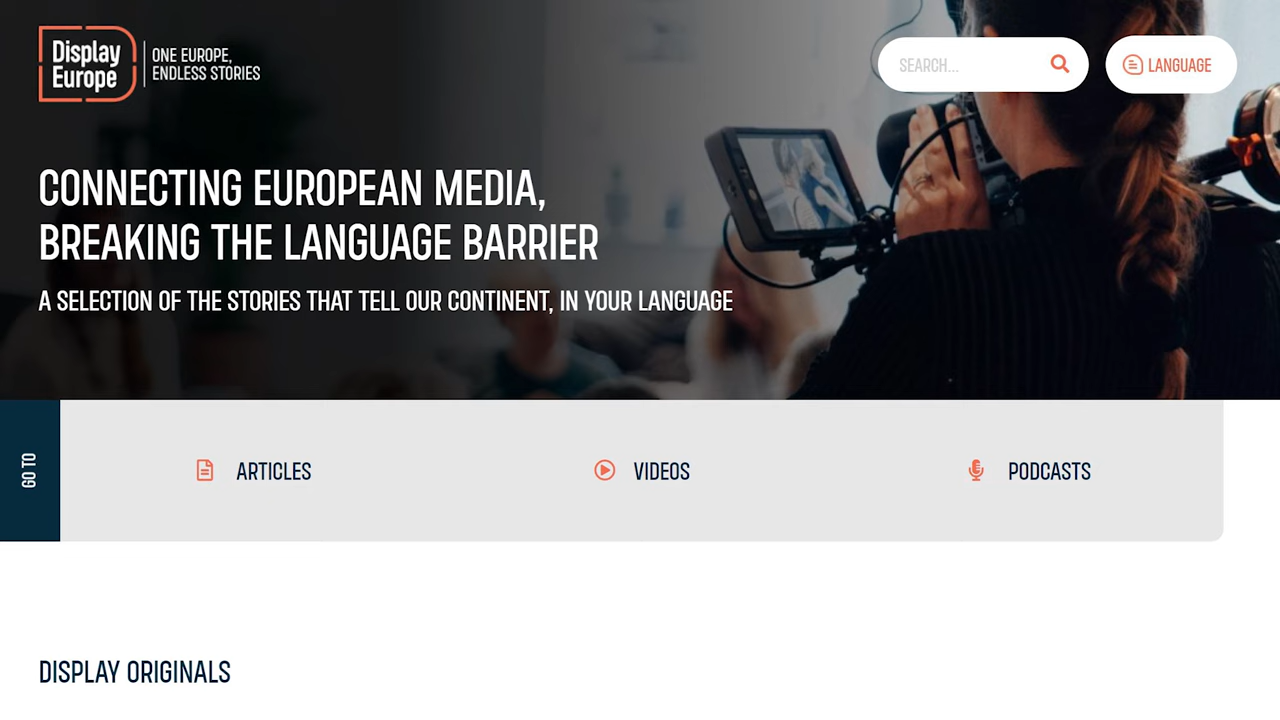 Display
Europe
ONE EUROPE,
ENDLESS STORIES
SEARCH...
LANGUAGE
CONNECTING EUROPEAN MEDIA,
BREAKING THE LANGUAGE BARRIER
A SELECTION OF THE STORIES THAT TELL OUR CONTINENT, IN YOUR LANGUAGE
GO TO
ARTICLES
VIDEOS
PODCASTS
DISPLAY ORIGINALS